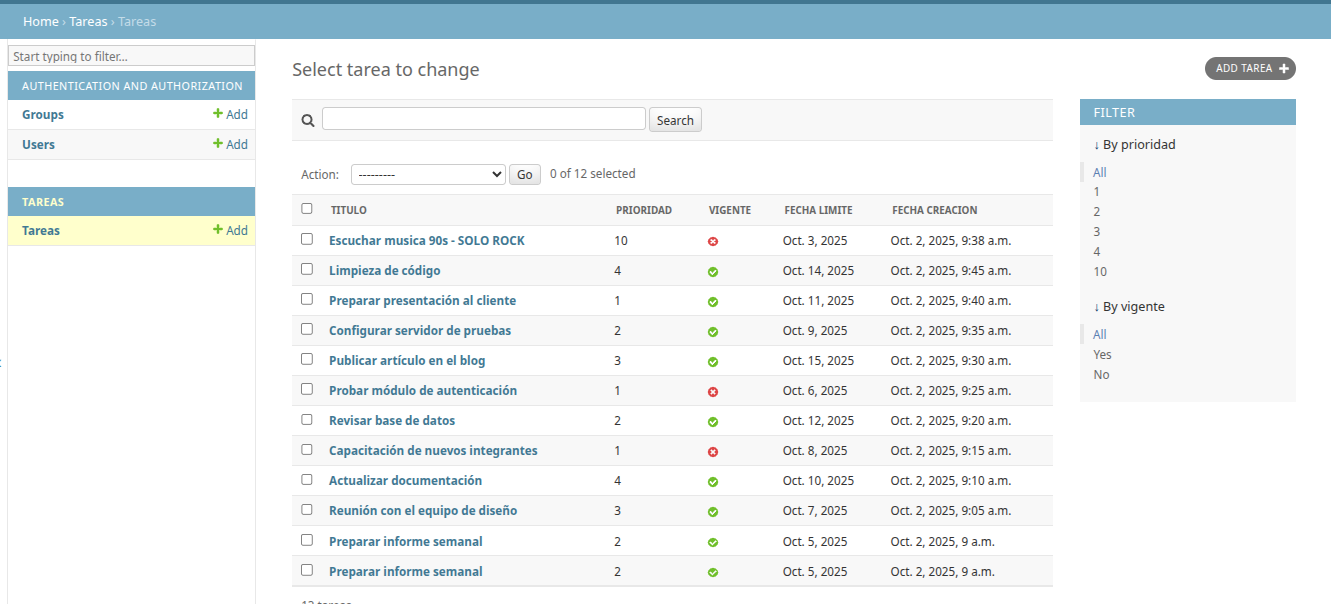 Home › Tareas › Tareas
Start typing to filter...
AUTHENTICATION AND AUTHORIZATION
Groups + Add
Users + Add
TAREAS
Tareas + Add
Select tarea to change
ADD TAREA +
Search
Action: --------- Go 0 of 12 selected
TITULO PRIORIDAD VIGENTE FECHA LIMITE FECHA CREACION
Escuchar musica 90s - SOLO ROCK 10 Oct. 3, 2025 Oct. 2, 2025, 9:38 a.m.
Limpieza de código 4 Oct. 14, 2025 Oct. 2, 2025, 9:45 a.m.
Preparar presentación al cliente 1 Oct. 11, 2025 Oct. 2, 2025, 9:40 a.m.
Configurar servidor de pruebas 2 Oct. 9, 2025 Oct. 2, 2025, 9:35 a.m.
Publicar artículo en el blog 3 Oct. 15, 2025 Oct. 2, 2025, 9:30 a.m.
Probar módulo de autenticación 1 Oct. 6, 2025 Oct. 2, 2025, 9:25 a.m.
Revisar base de datos 2 Oct. 12, 2025 Oct. 2, 2025, 9:20 a.m.
Capacitación de nuevos integrantes 1 Oct. 8, 2025 Oct. 2, 2025, 9:15 a.m.
Actualizar documentación 4 Oct. 10, 2025 Oct. 2, 2025, 9:10 a.m.
Reunión con el equipo de diseño 3 Oct. 7, 2025 Oct. 2, 2025, 9:05 a.m.
Preparar informe semanal 2 Oct. 5, 2025 Oct. 2, 2025, 9 a.m.
Preparar informe semanal 2 Oct. 5, 2025 Oct. 2, 2025, 9 a.m.
FILTER
↓ By prioridad
All
1
2
3
4
10
↓ By vigente
All
Yes
No